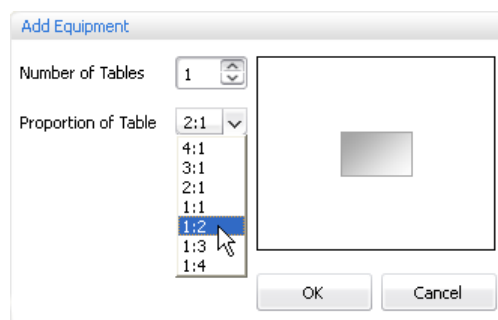 Add Equipment
Number of Tables 1
Proportion of Table 2:1
4:1
3:1
2:1
1:1
1:2
1:3
1:4
OK Cancel